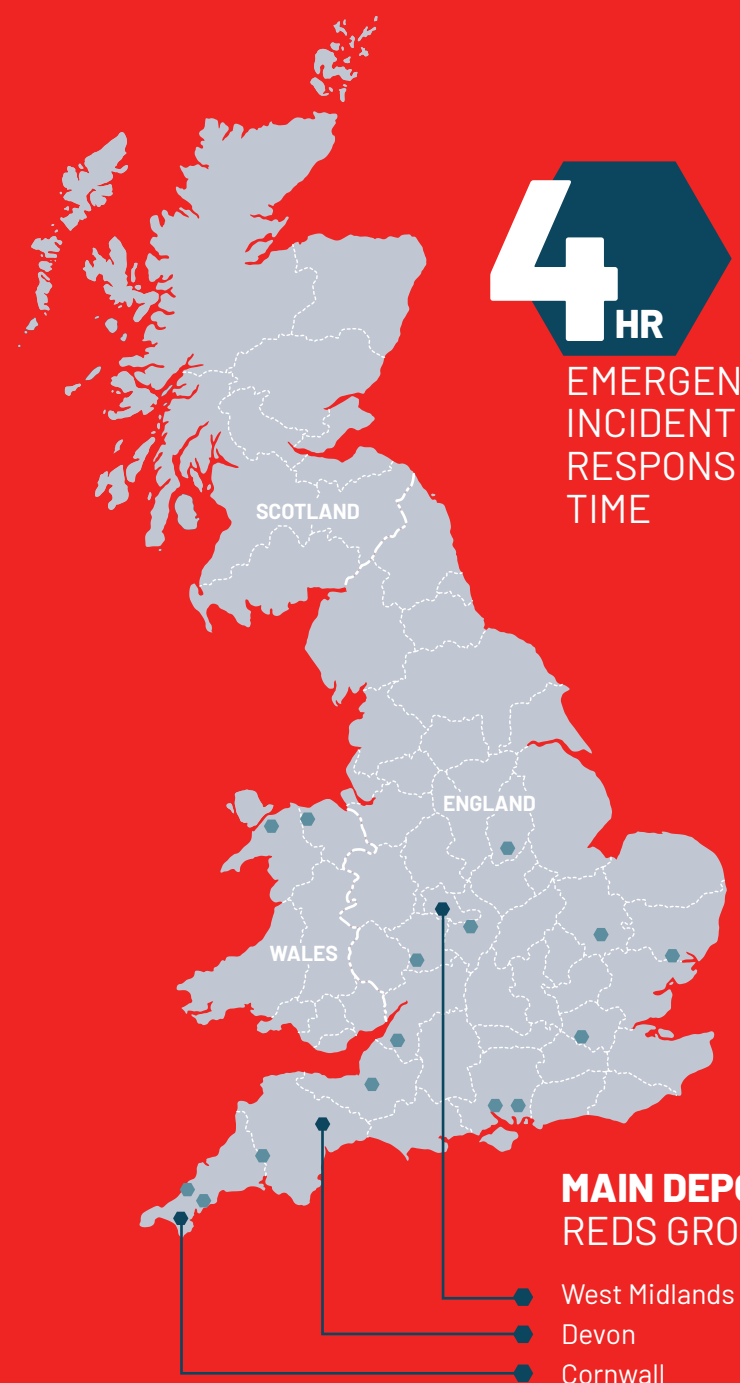 4
HR
EMERGEN
INCIDENT
RESPONS
TIME
SCOTLAND
ENGLAND
WALES
MAIN DEPO
REDS GRO
West Midlands
Devon
Cornwall